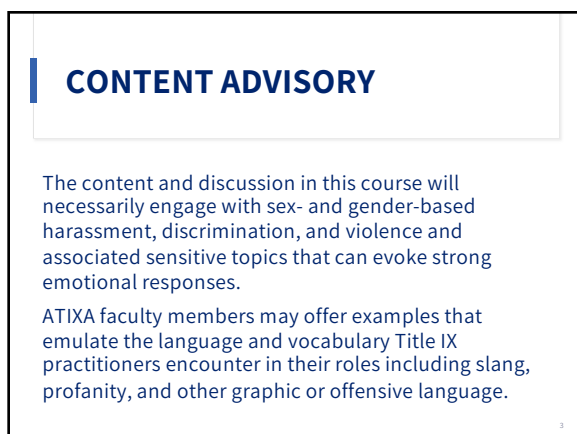 CONTENT ADVISORY
The content and discussion in this course will
necessarily engage with sex- and gender-based
harassment, discrimination, and violence and
associated sensitive topics that can evoke strong
emotional responses.
ATIXA faculty members may offer examples that
emulate the language and vocabulary Title IX
practitioners encounter in their roles including slang,
profanity, and other graphic or offensive language.
3